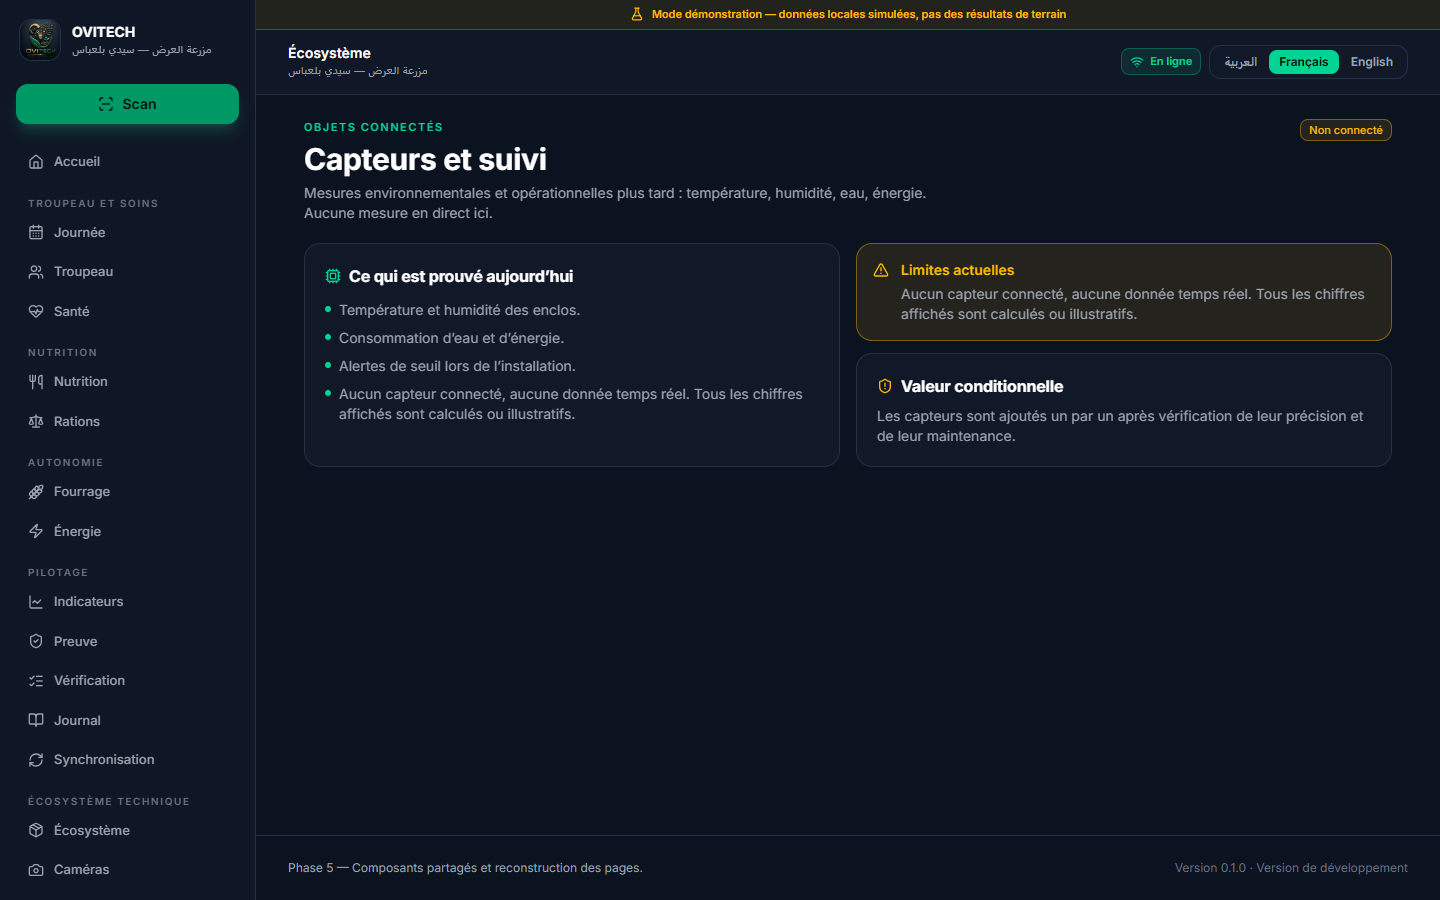 OVITECH
مزرعة العرض — سيدي بلعباس
Scan
Accueil
TROUPEAU ET SOINS
Journée
Troupeau
Santé
NUTRITION
Nutrition
Rations
AUTONOMIE
Fourrage
Énergie
PILOTAGE
Indicateurs
Preuve
Vérification
Journal
Synchronisation
ÉCOSYSTÈME TECHNIQUE
Écosystème
Caméras
Mode démonstration — données locales simulées, pas des résultats de terrain
Écosystème
مزرعة العرض — سيدي بلعباس
En ligne
العربية
Français
English
OBJETS CONNECTÉS
Non connecté
Capteurs et suivi
Mesures environnementales et opérationnelles plus tard : température, humidité, eau, énergie.
Aucune mesure en direct ici.
Ce qui est prouvé aujourd’hui
Température et humidité des enclos.
Consommation d’eau et d’énergie.
Alertes de seuil lors de l’installation.
Aucun capteur connecté, aucune donnée temps réel. Tous les chiffres
affichés sont calculés ou illustratifs.
Limites actuelles
Aucun capteur connecté, aucune donnée temps réel. Tous les chiffres
affichés sont calculés ou illustratifs.
Valeur conditionnelle
Les capteurs sont ajoutés un par un après vérification de leur précision et
de leur maintenance.
Phase 5 — Composants partagés et reconstruction des pages.
Version 0.1.0 · Version de développement